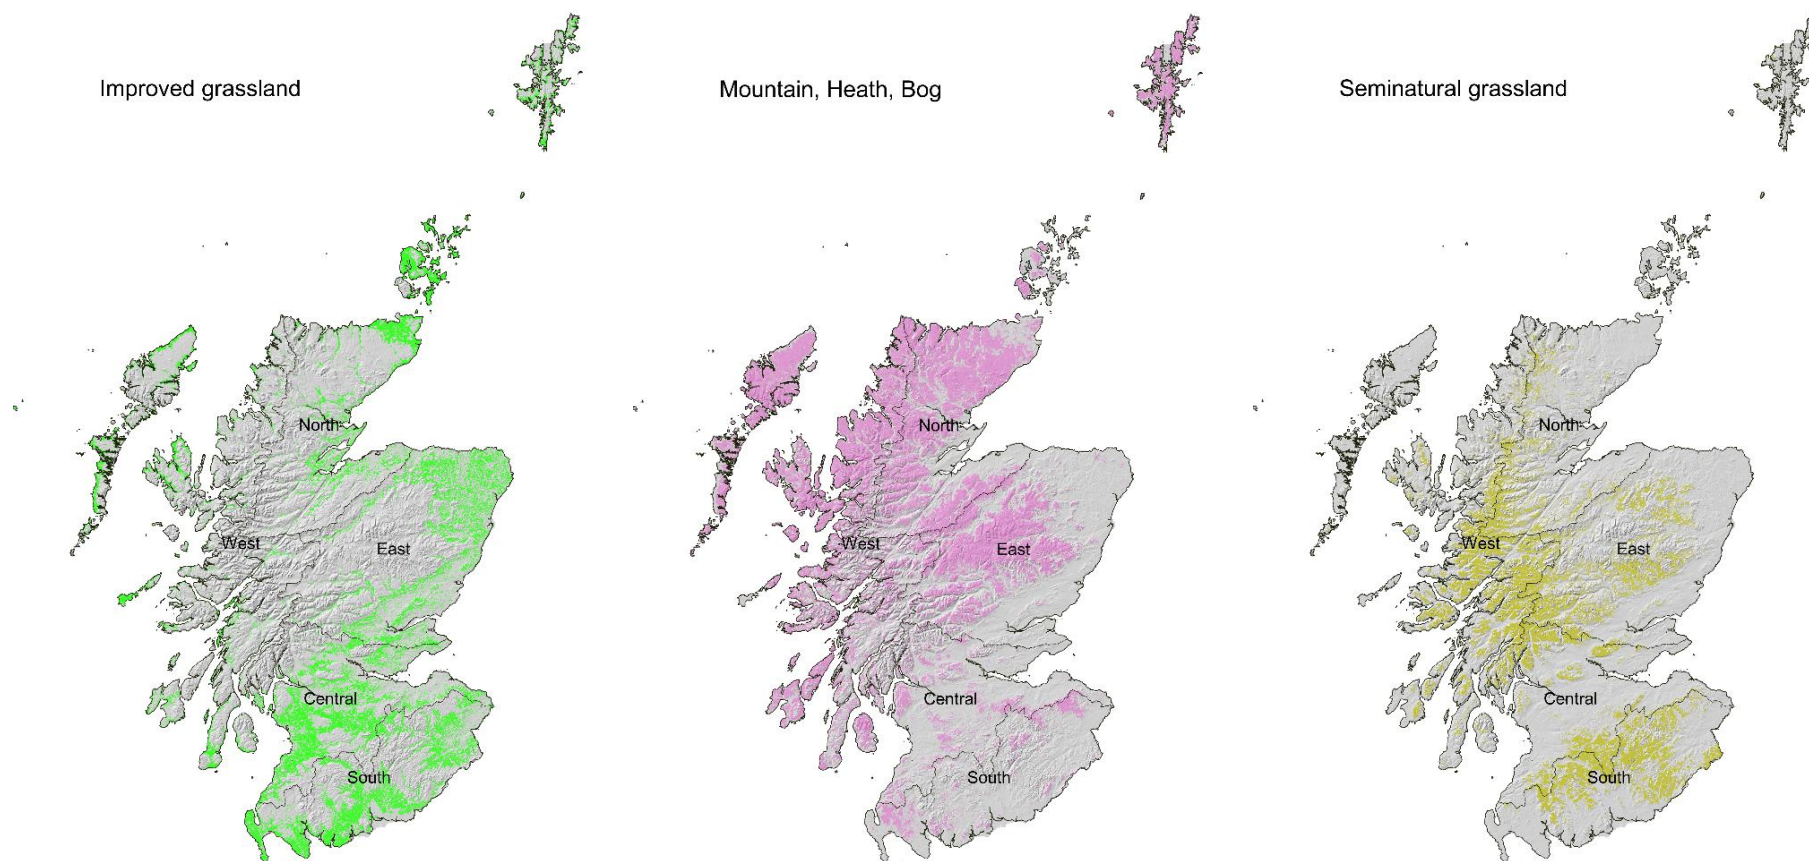 Improved grassland
Mountain, Heath, Bog
Seminatural grassland
North
West
East
Central
South
North
West
East
Central
South
North
West
East
Central
South